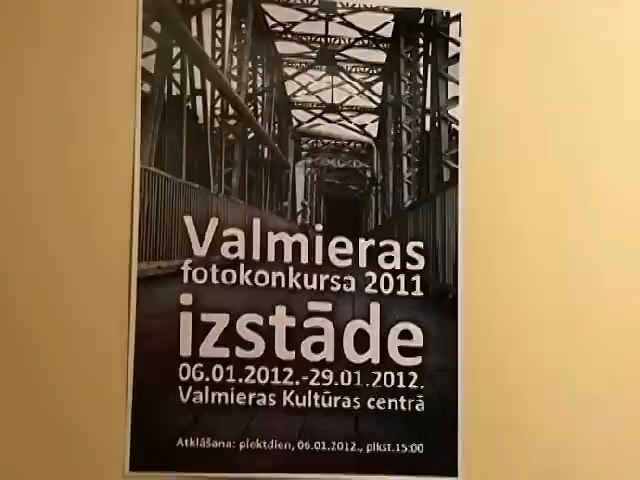 Valmieras
fotokonkursa 2011
izstāde
06.01.2012.-29.01.2012.
Valmieras Kultūras centrā
Atklāšana: piektdien, 06.01.2012., plkst.15:00